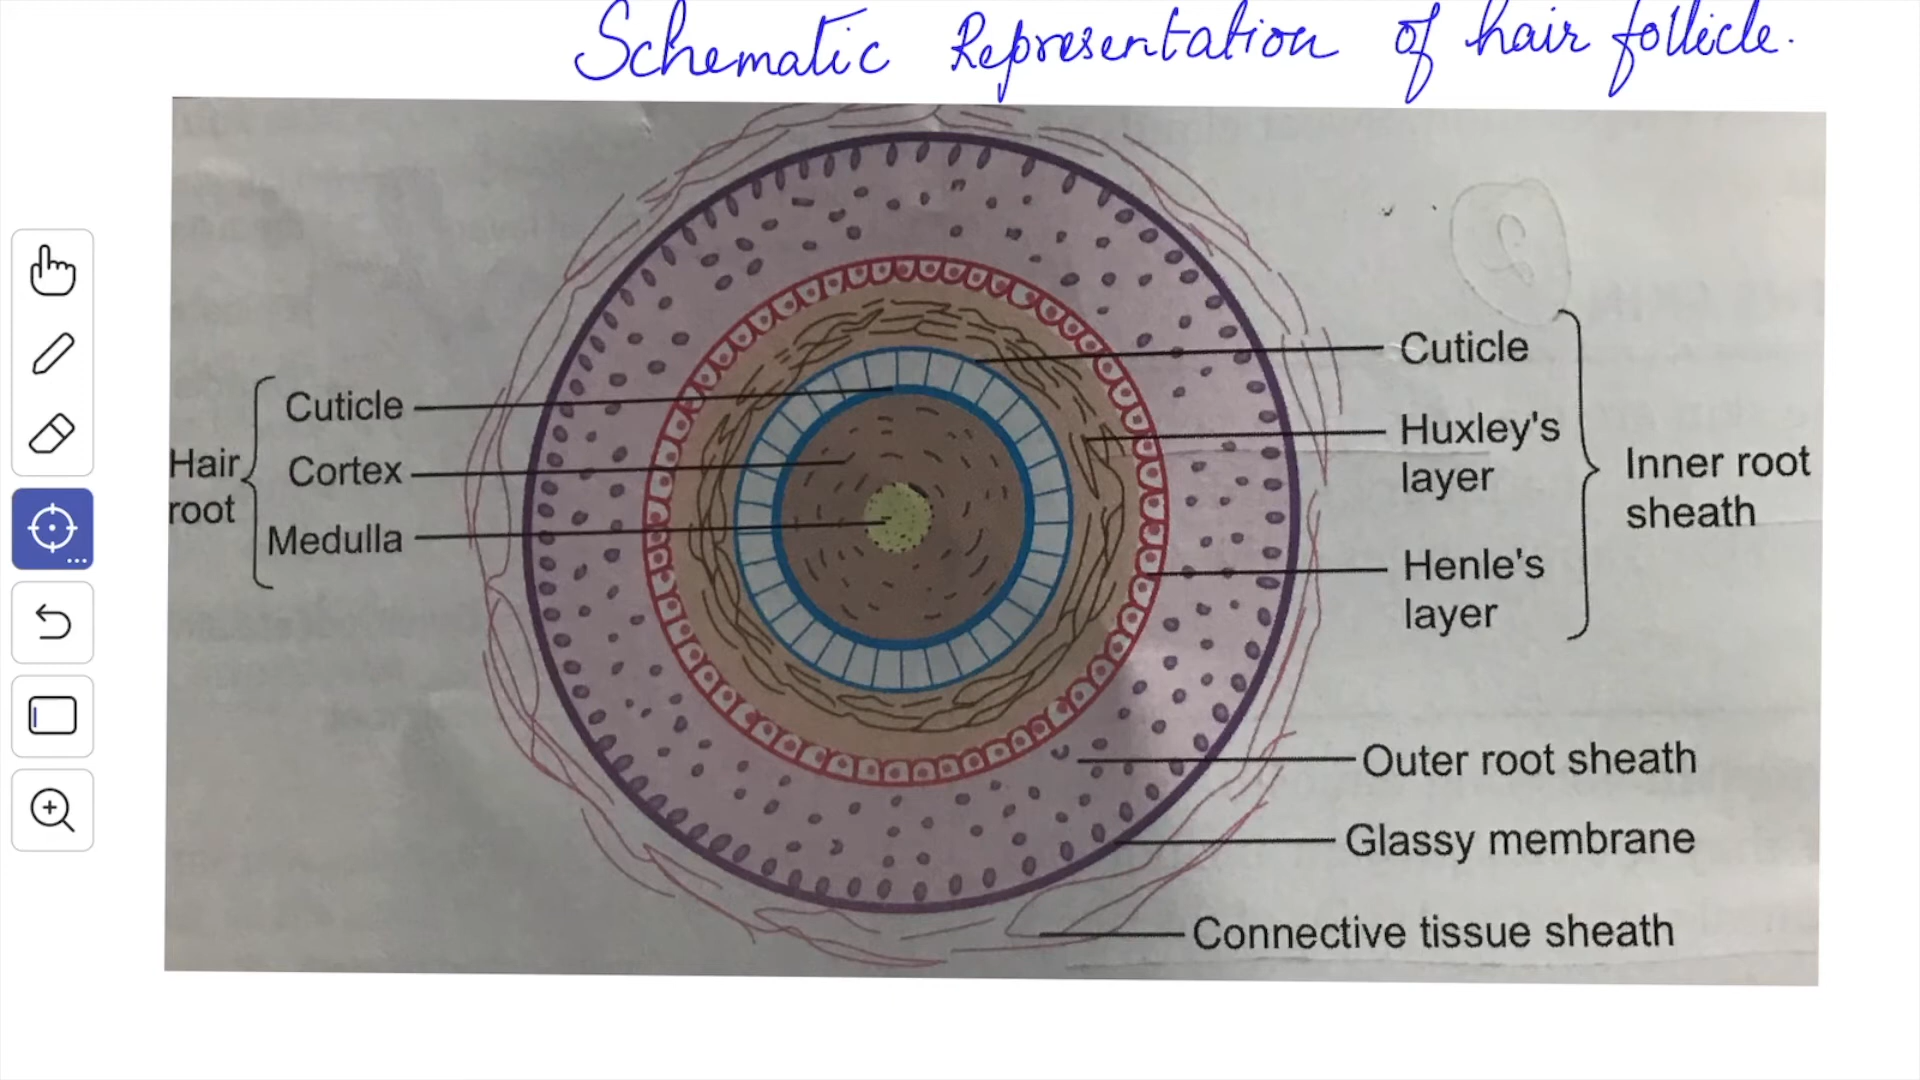 Schematic Representation of hair follicle.
Hair root
Cuticle
Cortex
Medulla
Cuticle
Huxley's
layer
Henle's
layer
Inner root
sheath
Outer root sheath
Glassy membrane
Connective tissue sheath